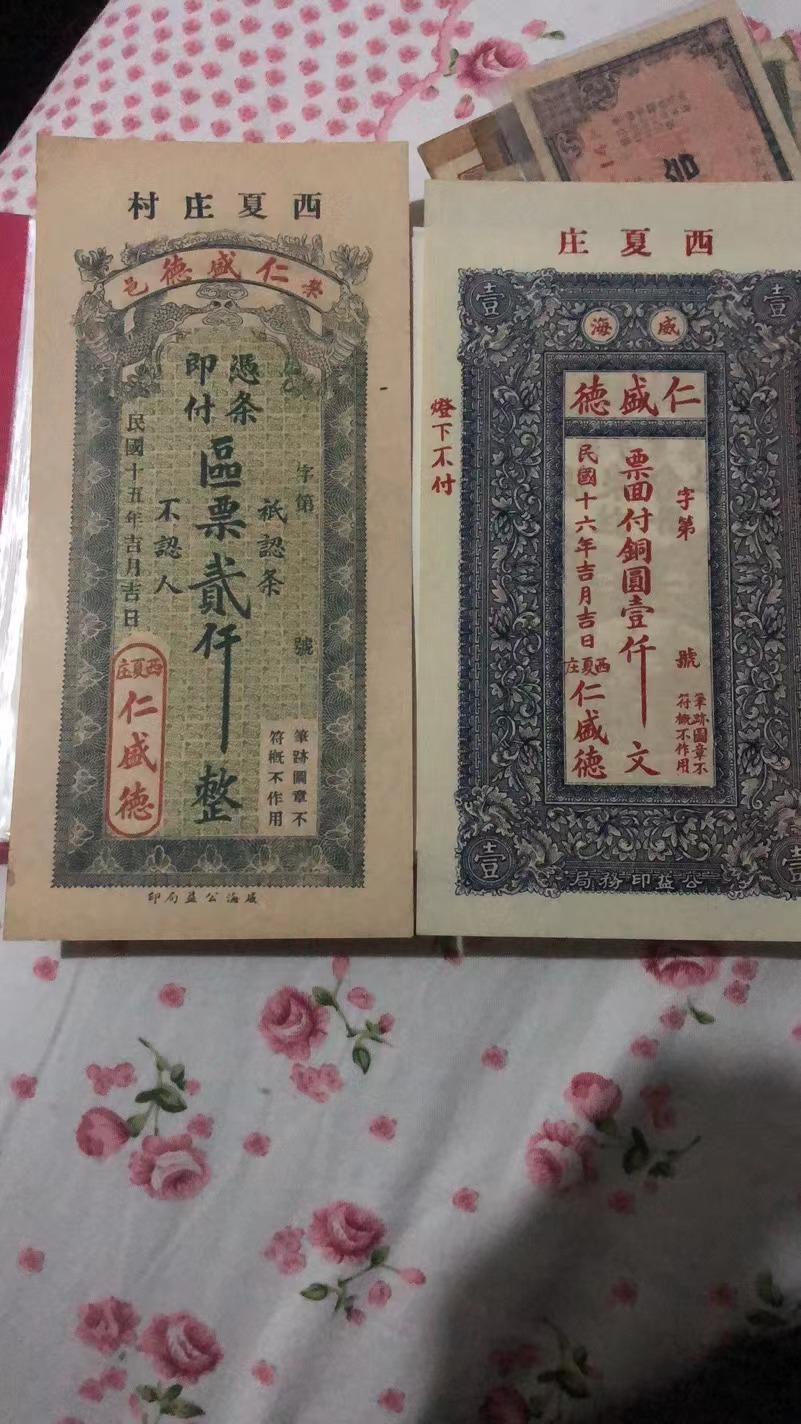 西夏庄村
榮仁盛德邑
字第 號
憑条
即付
祇認条
區票貳仟整
不認人
民國十五年吉月吉日
筆跡圖章不
符概不作用
西夏庄
仁盛德
威海公益局印
西夏庄
壹 壹
威海
仁盛德
字第 號
筆跡圖章不
符概不作用
票面付銅圓壹仟文
民國十六年吉月吉日
西夏庄
仁盛德
燈下不付
壹 壹
公益印務局